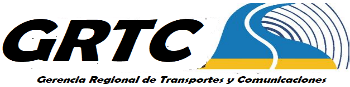 GRTC
Gerencia Regional de Transportes y Comunicaciones